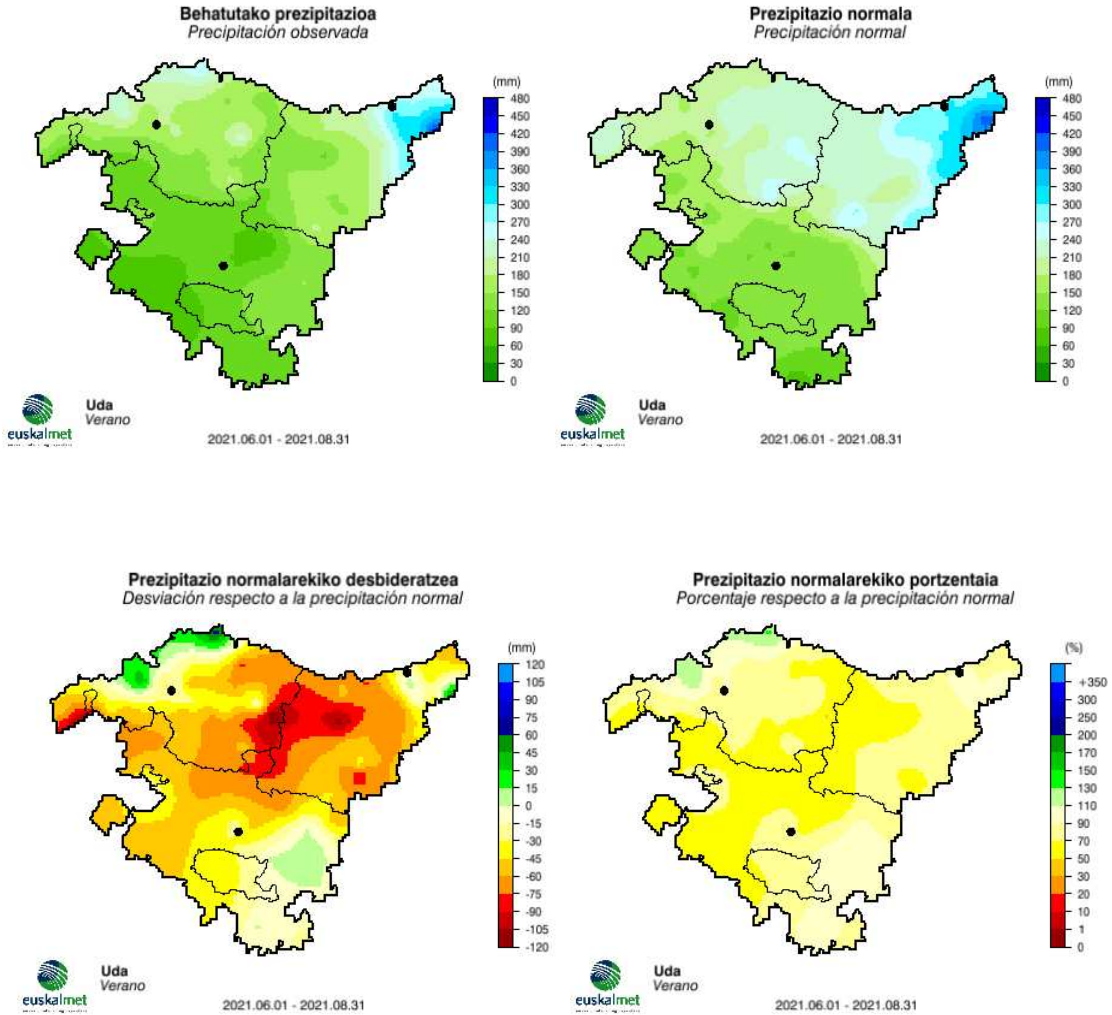 Behatutako prezipitazioa
Precipitación observada
(mm)
480
450
420
390
360
330
300
270
240
210
180
150
120
90
60
30
0
euskalmet
Uda
Verano
2021.06.01 - 2021.08.31
Prezipitazio normala
Precipitación normal
(mm)
480
450
420
390
360
330
300
270
240
210
180
150
120
90
60
30
0
euskalmet
Uda
Verano
2021.06.01 - 2021.08.31
Prezipitazio normalarekiko desbideratzea
Desviación respecto a la precipitación normal
(mm)
120
105
90
75
60
45
30
15
0
-15
-30
-45
-60
-75
-90
-105
-120
euskalmet
Uda
Verano
2021.06.01 - 2021.08.31
Prezipitazio normalarekiko portzentaia
Porcentaje respecto a la precipitación normal
(%)
+350
300
250
200
170
150
130
110
90
70
50
30
20
10
1
0
euskalmet
Uda
Verano
2021.06.01 - 2021.08.31